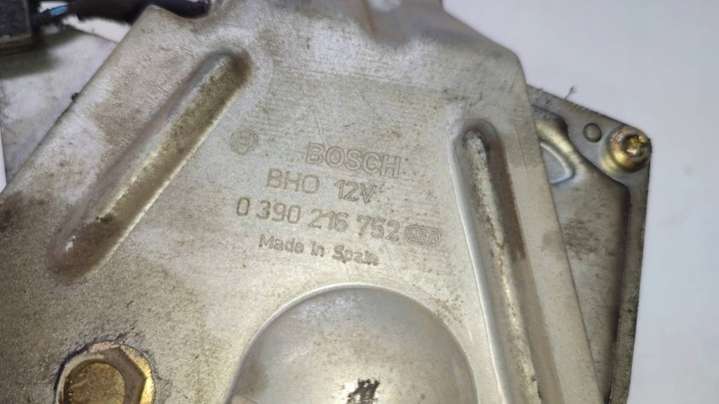 BOSCH
BHO 12V
0 390 216 752
Made in Spain